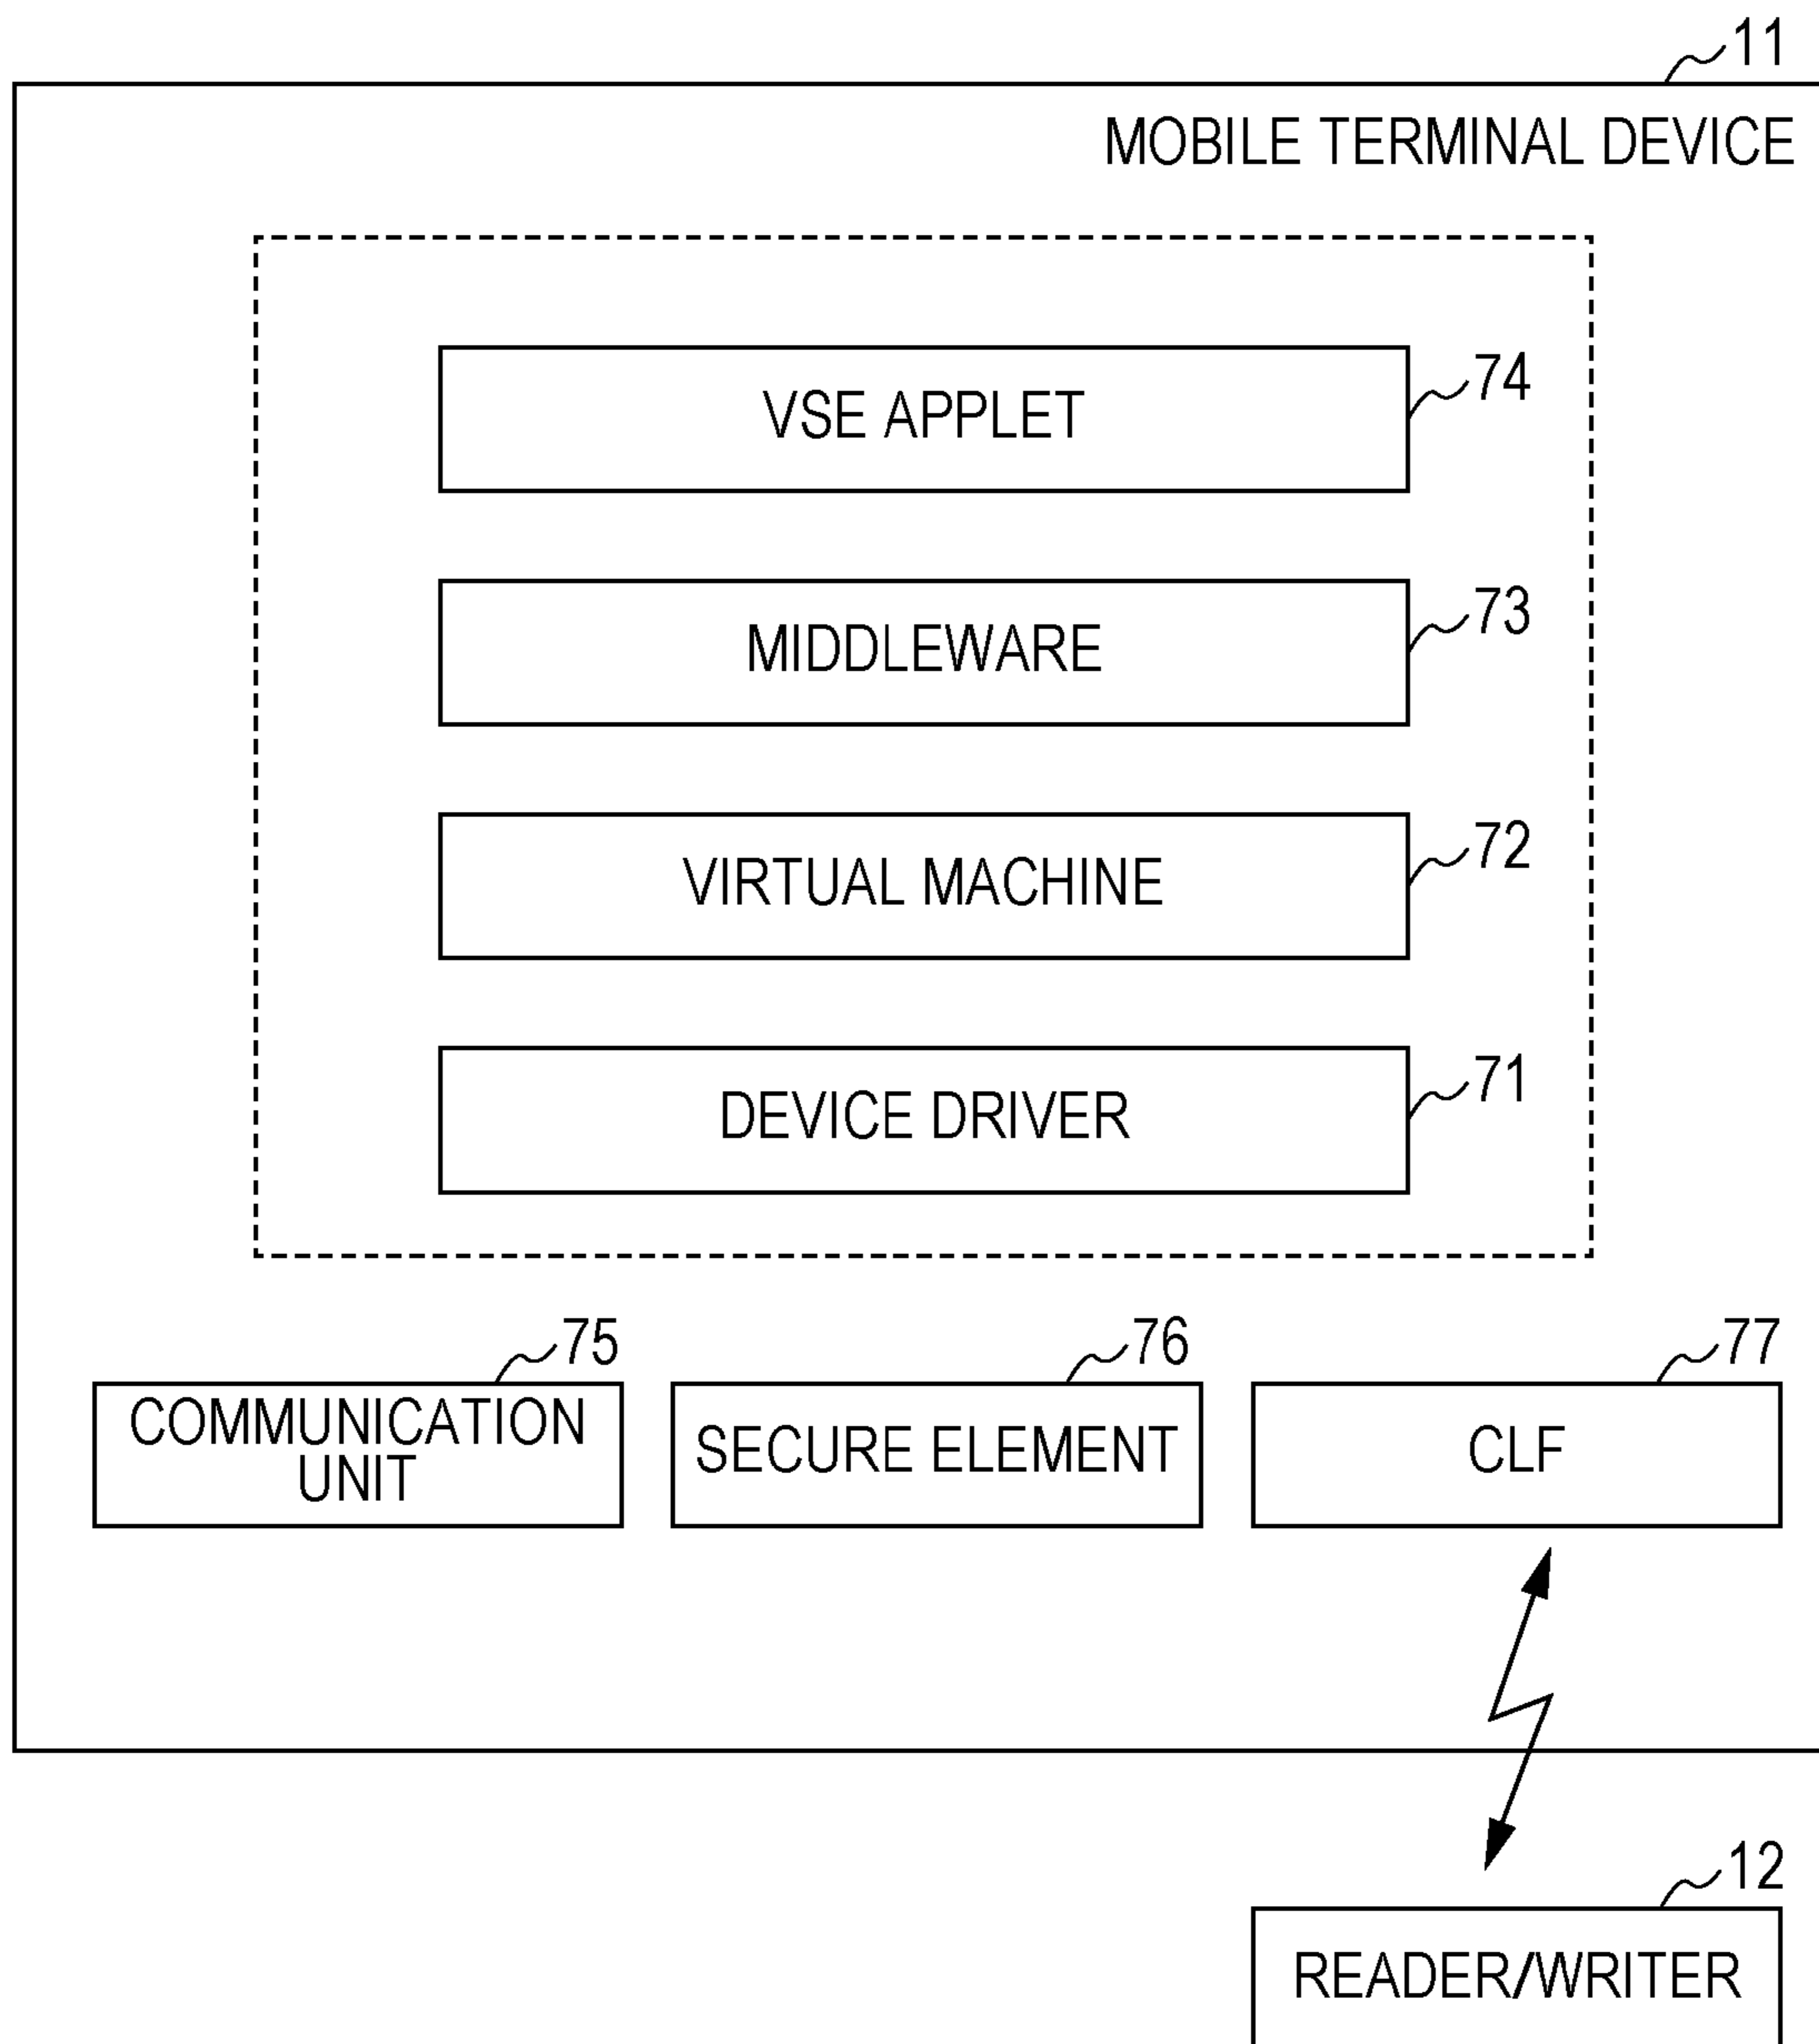 11
MOBILE TERMINAL DEVICE
VSE APPLET
74
MIDDLEWARE
73
VIRTUAL MACHINE
72
DEVICE DRIVER
71
75
COMMUNICATION
UNIT
76
SECURE ELEMENT
77
CLF
12
READER/WRITER